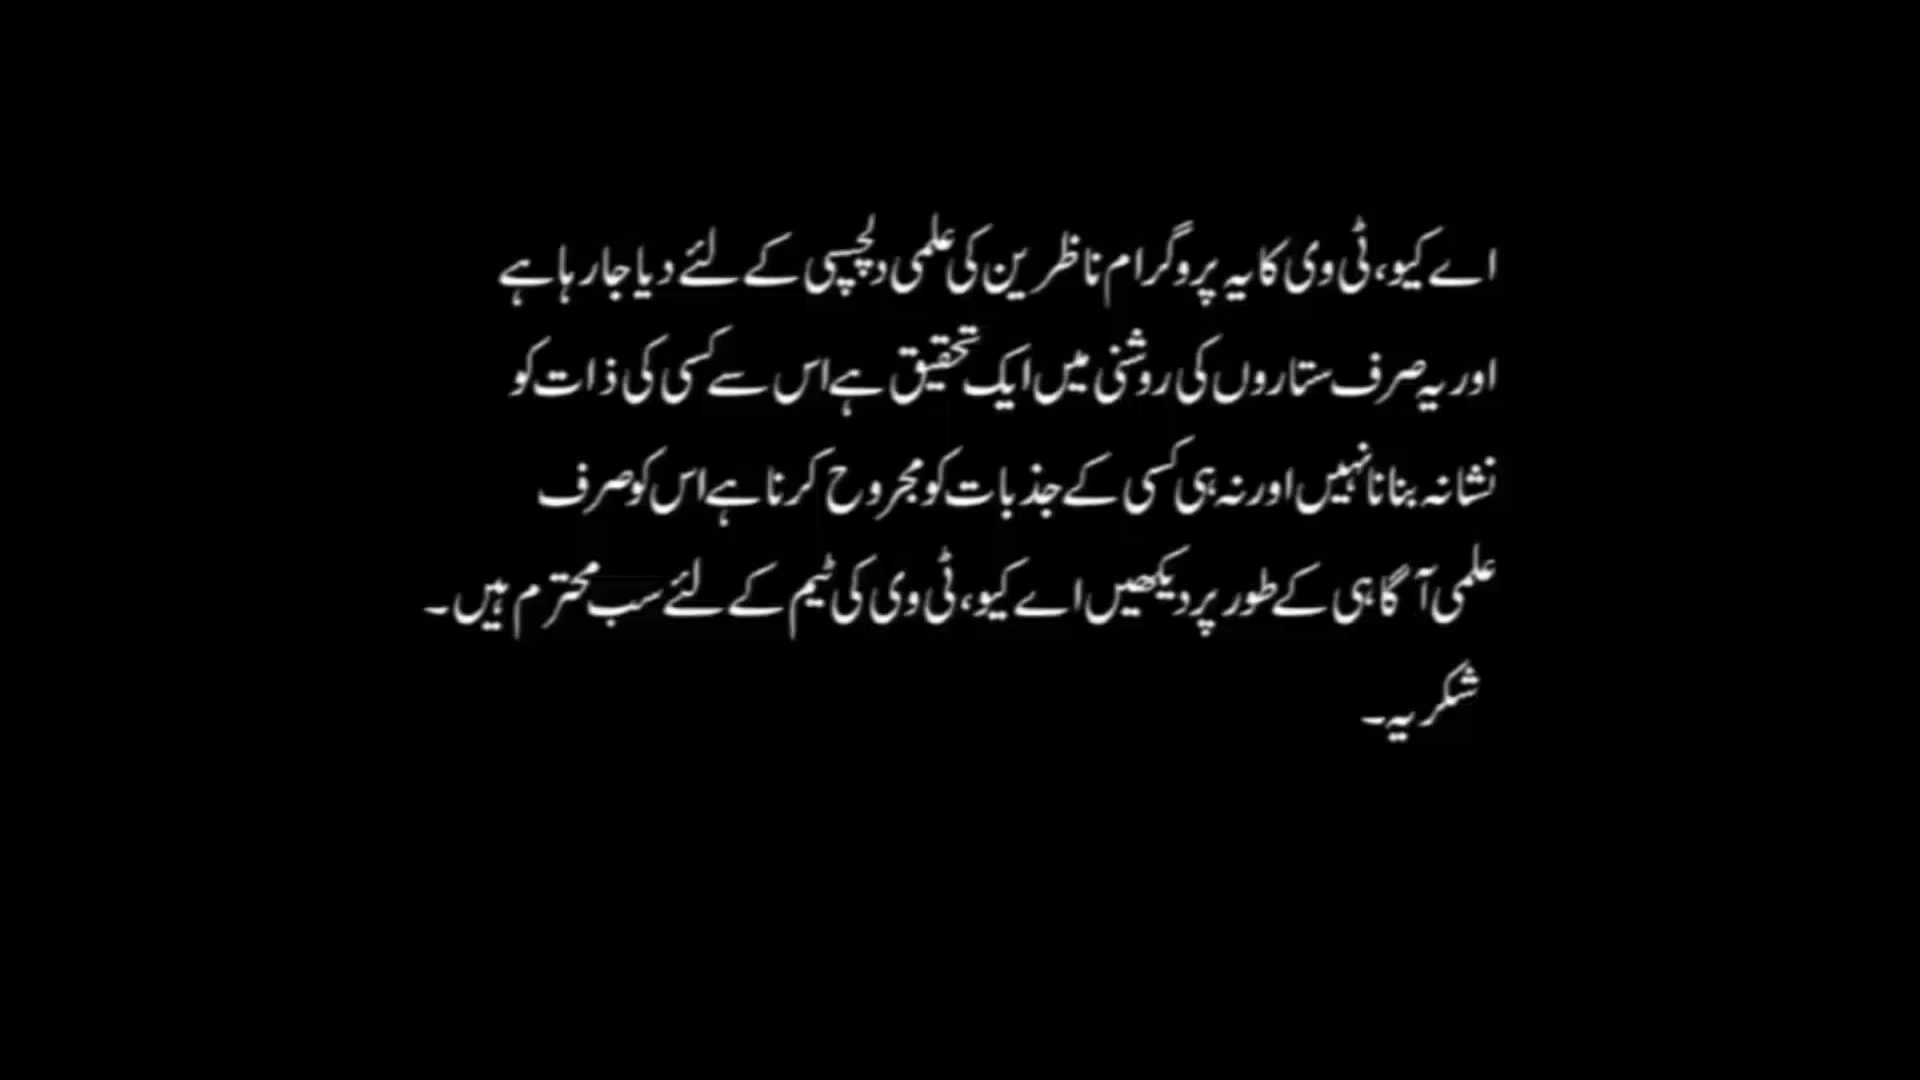 اے کیو، ٹی وی کا یہ پروگرام ناظرین کی علمی دلچسپی کے لئے دیا جا رہا ہے
اور یہ صرف ستاروں کی روشنی میں ایک تحقیق ہے اس سے کسی کی ذات کو
نشانہ بنانا نہیں اور نہ ہی کسی کے جذبات کو مجروح کرنا ہے اس کو صرف
علمی آگاہی کے طور پر دیکھیں اے کیو، ٹی وی کی ٹیم کے لئے سب محترم ہیں۔
شکریہ۔